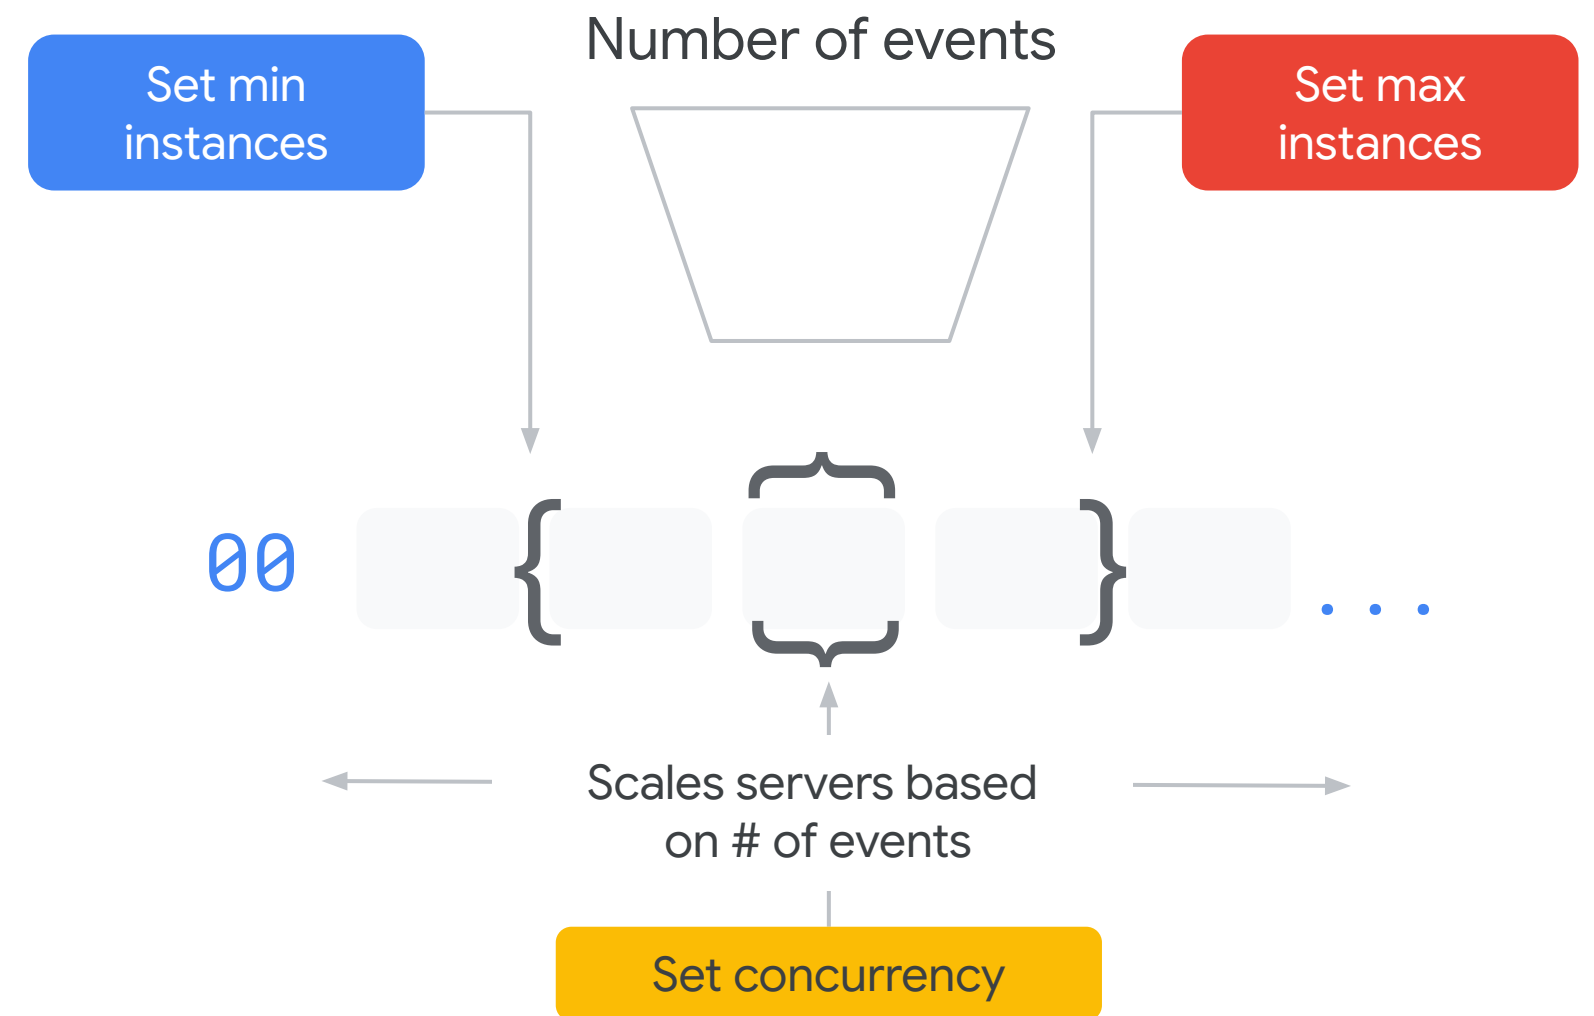 Number of events
Set min
instances
Set max
instances
00
{
}
{
}
. . .
Scales servers based
on # of events
Set concurrency